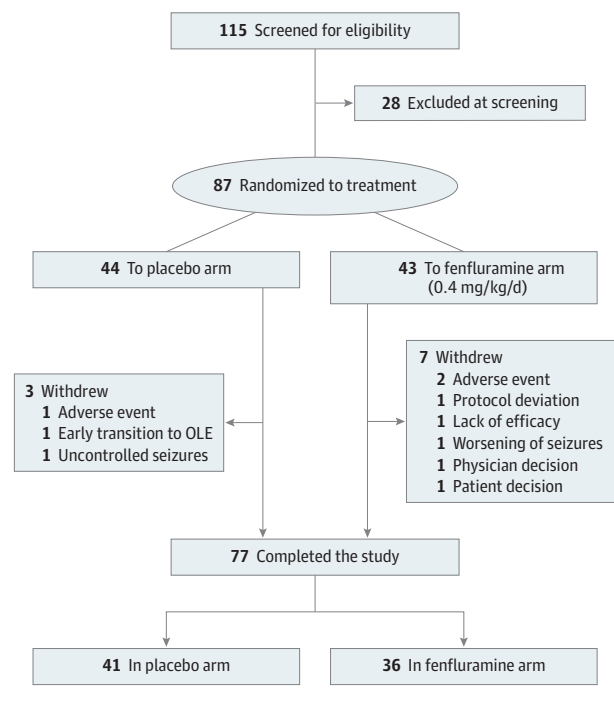 115 Screened for eligibility
28 Excluded at screening
87 Randomized to treatment
44 To placebo arm
43 To fenfluramine arm
(0.4 mg/kg/d)
3 Withdrew
1 Adverse event
1 Early transition to OLE
1 Uncontrolled seizures
7 Withdrew
2 Adverse event
1 Protocol deviation
1 Lack of efficacy
1 Worsening of seizures
1 Physician decision
1 Patient decision
77 Completed the study
41 In placebo arm
36 In fenfluramine arm